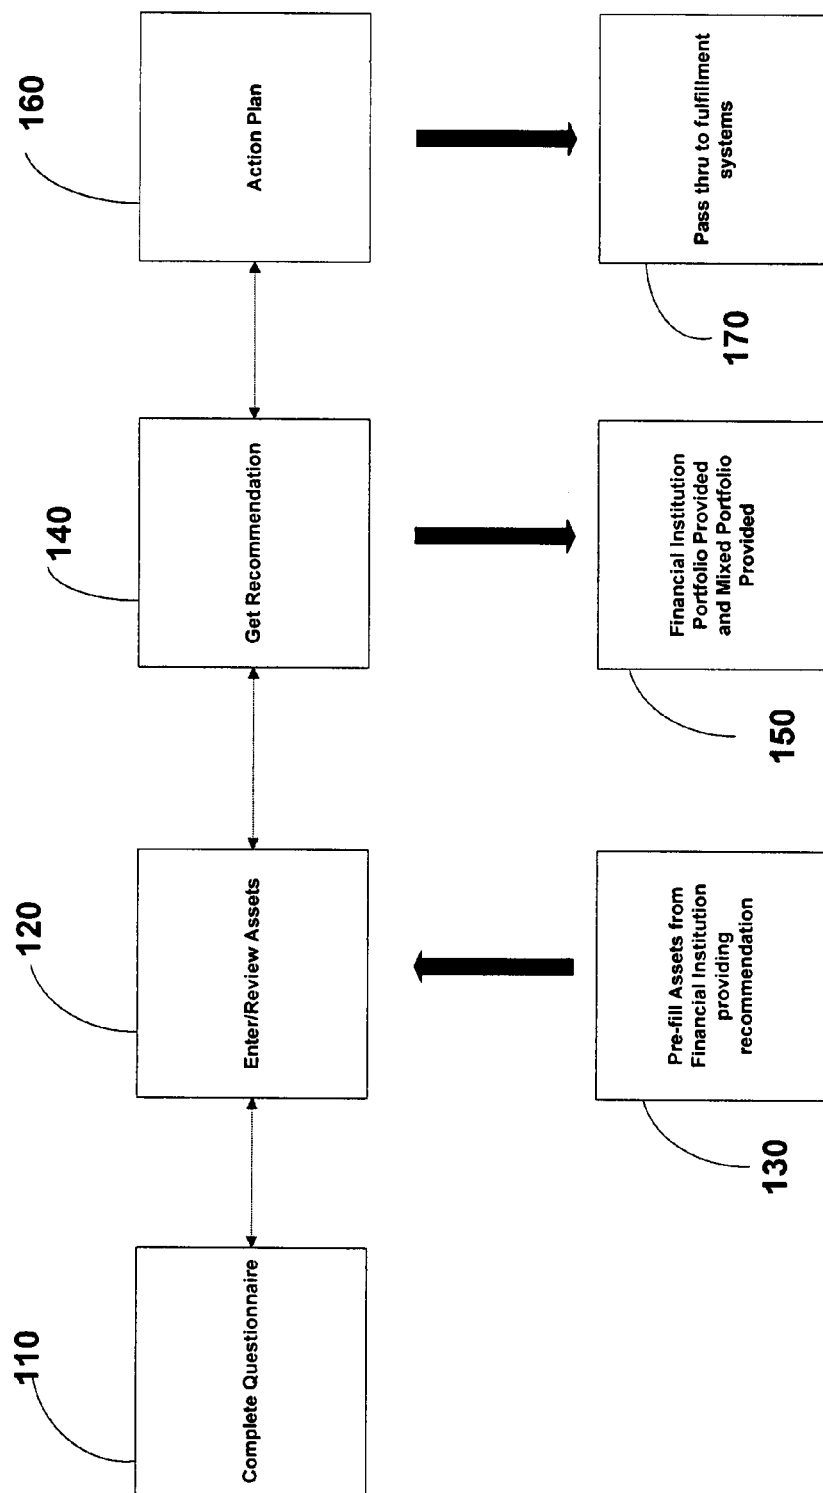 110
Complete Questionnaire
120
Enter/Review Assets
140
Get Recommendation
160
Action Plan
Pre-fill Assets from
Financial Institution
providing
recommendation
130
Financial Institution
Portfolio Provided
and Mixed Portfolio
Provided
150
Pass thru to fulfillment
systems
170